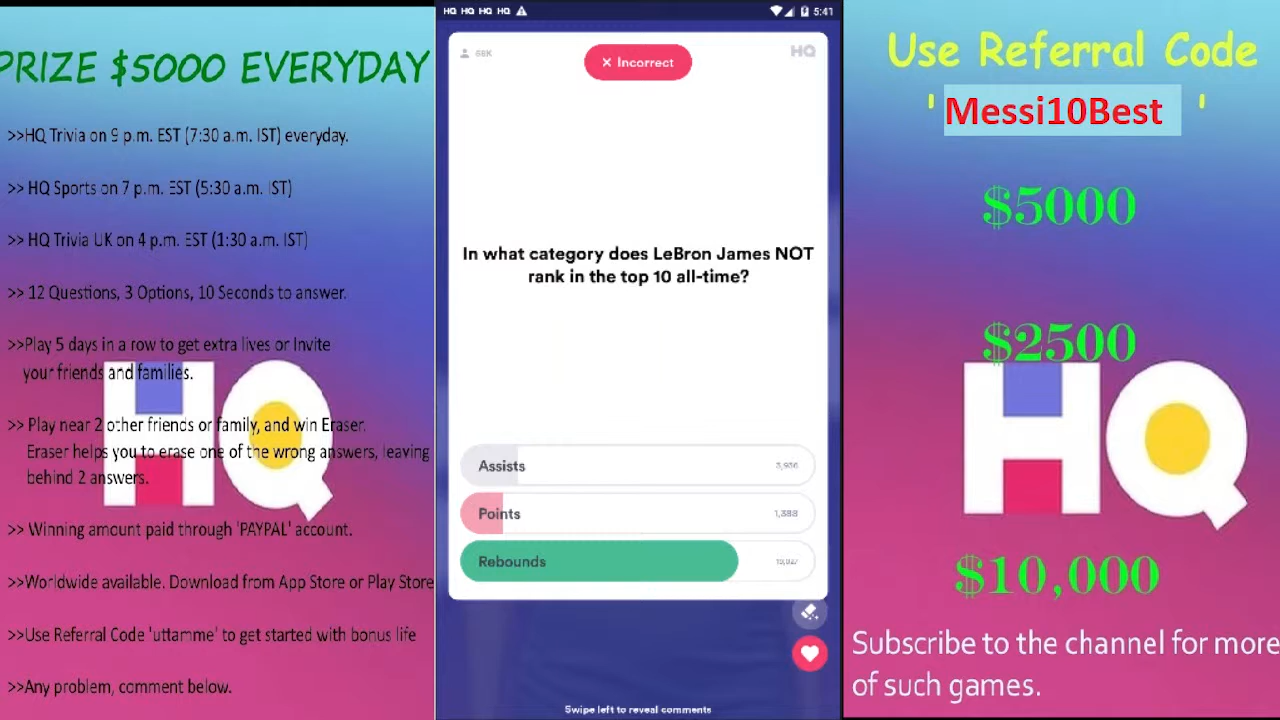 PRIZE $5000 EVERYDAY
>>HQ Trivia on 9 p.m. EST (7:30 a.m. IST) everyday.
>> HQ Sports on 7 p.m. EST (5:30 a.m. IST)
>> HQ Trivia UK on 4 p.m. EST (1:30 a.m. IST)
>> 12 Questions, 3 Options, 10 Seconds to answer.
>>Play 5 days in a row to get extra lives or Invite
your friends and families.
>> Play near 2 other friends or family, and win Eraser.
Eraser helps you to erase one of the wrong answers, leaving
behind 2 answers.
>> Winning amount paid through 'PAYPAL' account.
>>Worldwide available. Download from App Store or Play Store
>>Use Referral Code 'uttamme' to get started with bonus life
>>Any problem, comment below.
HQ
HQ HQ HQ HQ
5:41
HQ
× Incorrect
In what category does LeBron James NOT
rank in the top 10 all-time?
Assists
Points
Rebounds
Swipe left to reveal comments
Use Referral Code
' Messi10Best '
$5000
$2500
HQ
$10,000
Subscribe to the channel for more
of such games.